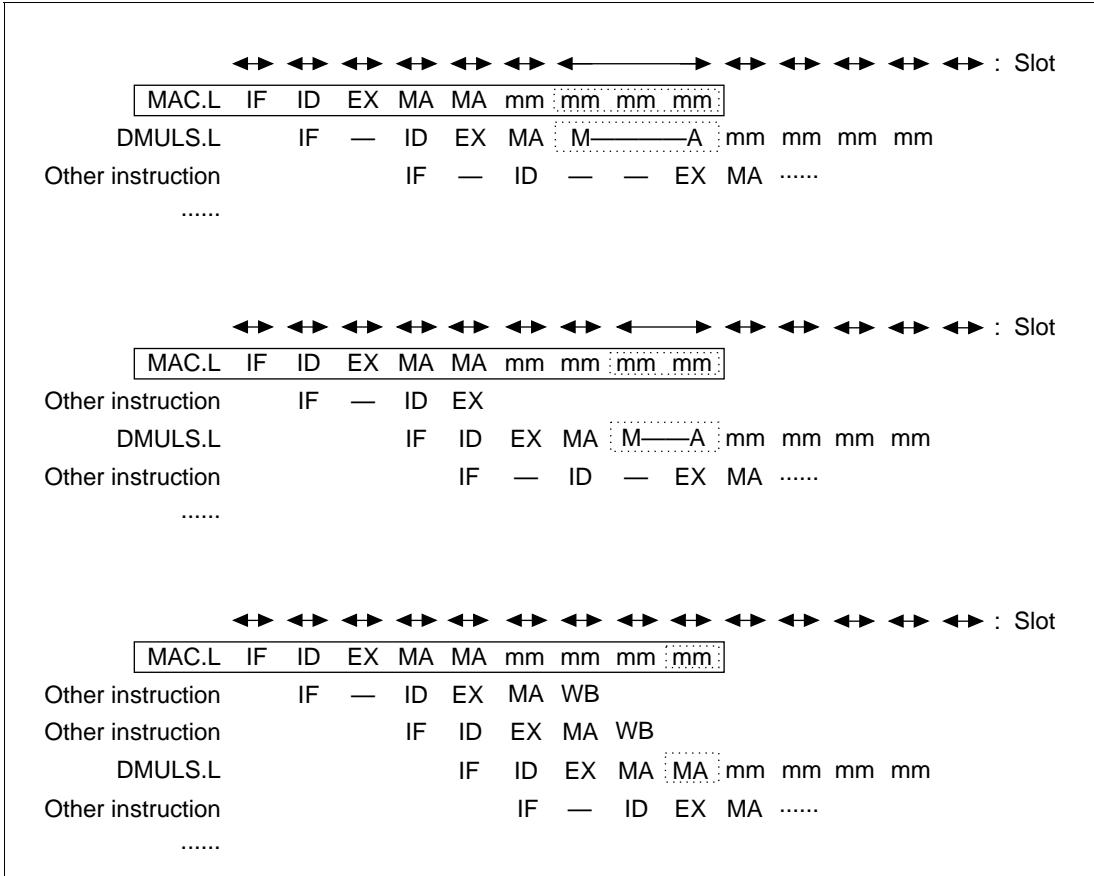 : Slot
MAC.L IF ID EX MA MA mm mm mm mm
DMULS.L IF — ID EX MA M———A mm mm mm mm
Other instruction IF — ID — — EX MA ······
······
: Slot
MAC.L IF ID EX MA MA mm mm mm mm
Other instruction IF — ID EX
DMULS.L IF ID EX MA M——A mm mm mm mm
Other instruction IF — ID — EX MA ······
······
: Slot
MAC.L IF ID EX MA MA mm mm mm mm
Other instruction IF — ID EX MA WB
Other instruction IF ID EX MA WB
DMULS.L IF ID EX MA MA mm mm mm mm
Other instruction IF — ID EX MA ······
······